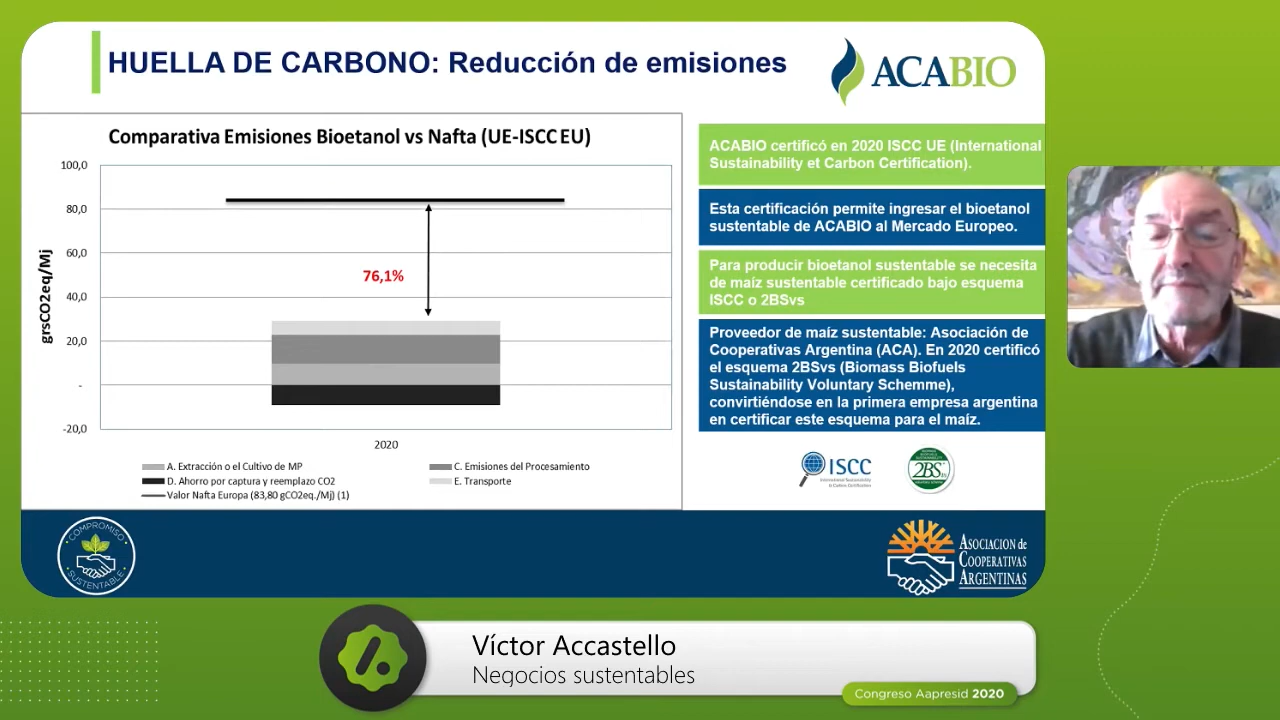 HUELLA DE CARBONO: Reducción de emisiones
ACABIO
Comparativa Emisiones Bioetanol vs Nafta (UE-ISCC EU)
grsCO2eq/Mj
100,0
80,0
60,0
40,0
20,0
-
-20,0
76,1%
2020
A. Extracción o el Cultivo de MP
C. Emisiones del Procesamiento
D. Ahorro por captura y reemplazo CO2
E. Transporte
Valor Nafta Europa (83,80 gCO2eq./Mj) (1)
ACABIO certificó en 2020 ISCC UE (International
Sustainability et Carbon Certification).
Esta certificación permite ingresar el bioetanol
sustentable de ACABIO al Mercado Europeo.
Para producir bioetanol sustentable se necesita
de maíz sustentable certificado bajo esquema
ISCC o 2BSvs
Proveedor de maíz sustentable: Asociación de
Cooperativas Argentina (ACA). En 2020 certificó
el esquema 2BSvs (Biomass Biofuels
Sustainability Voluntary Schemme),
convirtiéndose en la primera empresa argentina
en certificar este esquema para el maíz.
ISCC
International Sustainability
& Carbon Certification
2BS
COMPROMISO
SUSTENTABLE
ASOCIACION de
COOPERATIVAS
ARGENTINAS
Víctor Accastello
Negocios sustentables
Congreso Aapresid 2020